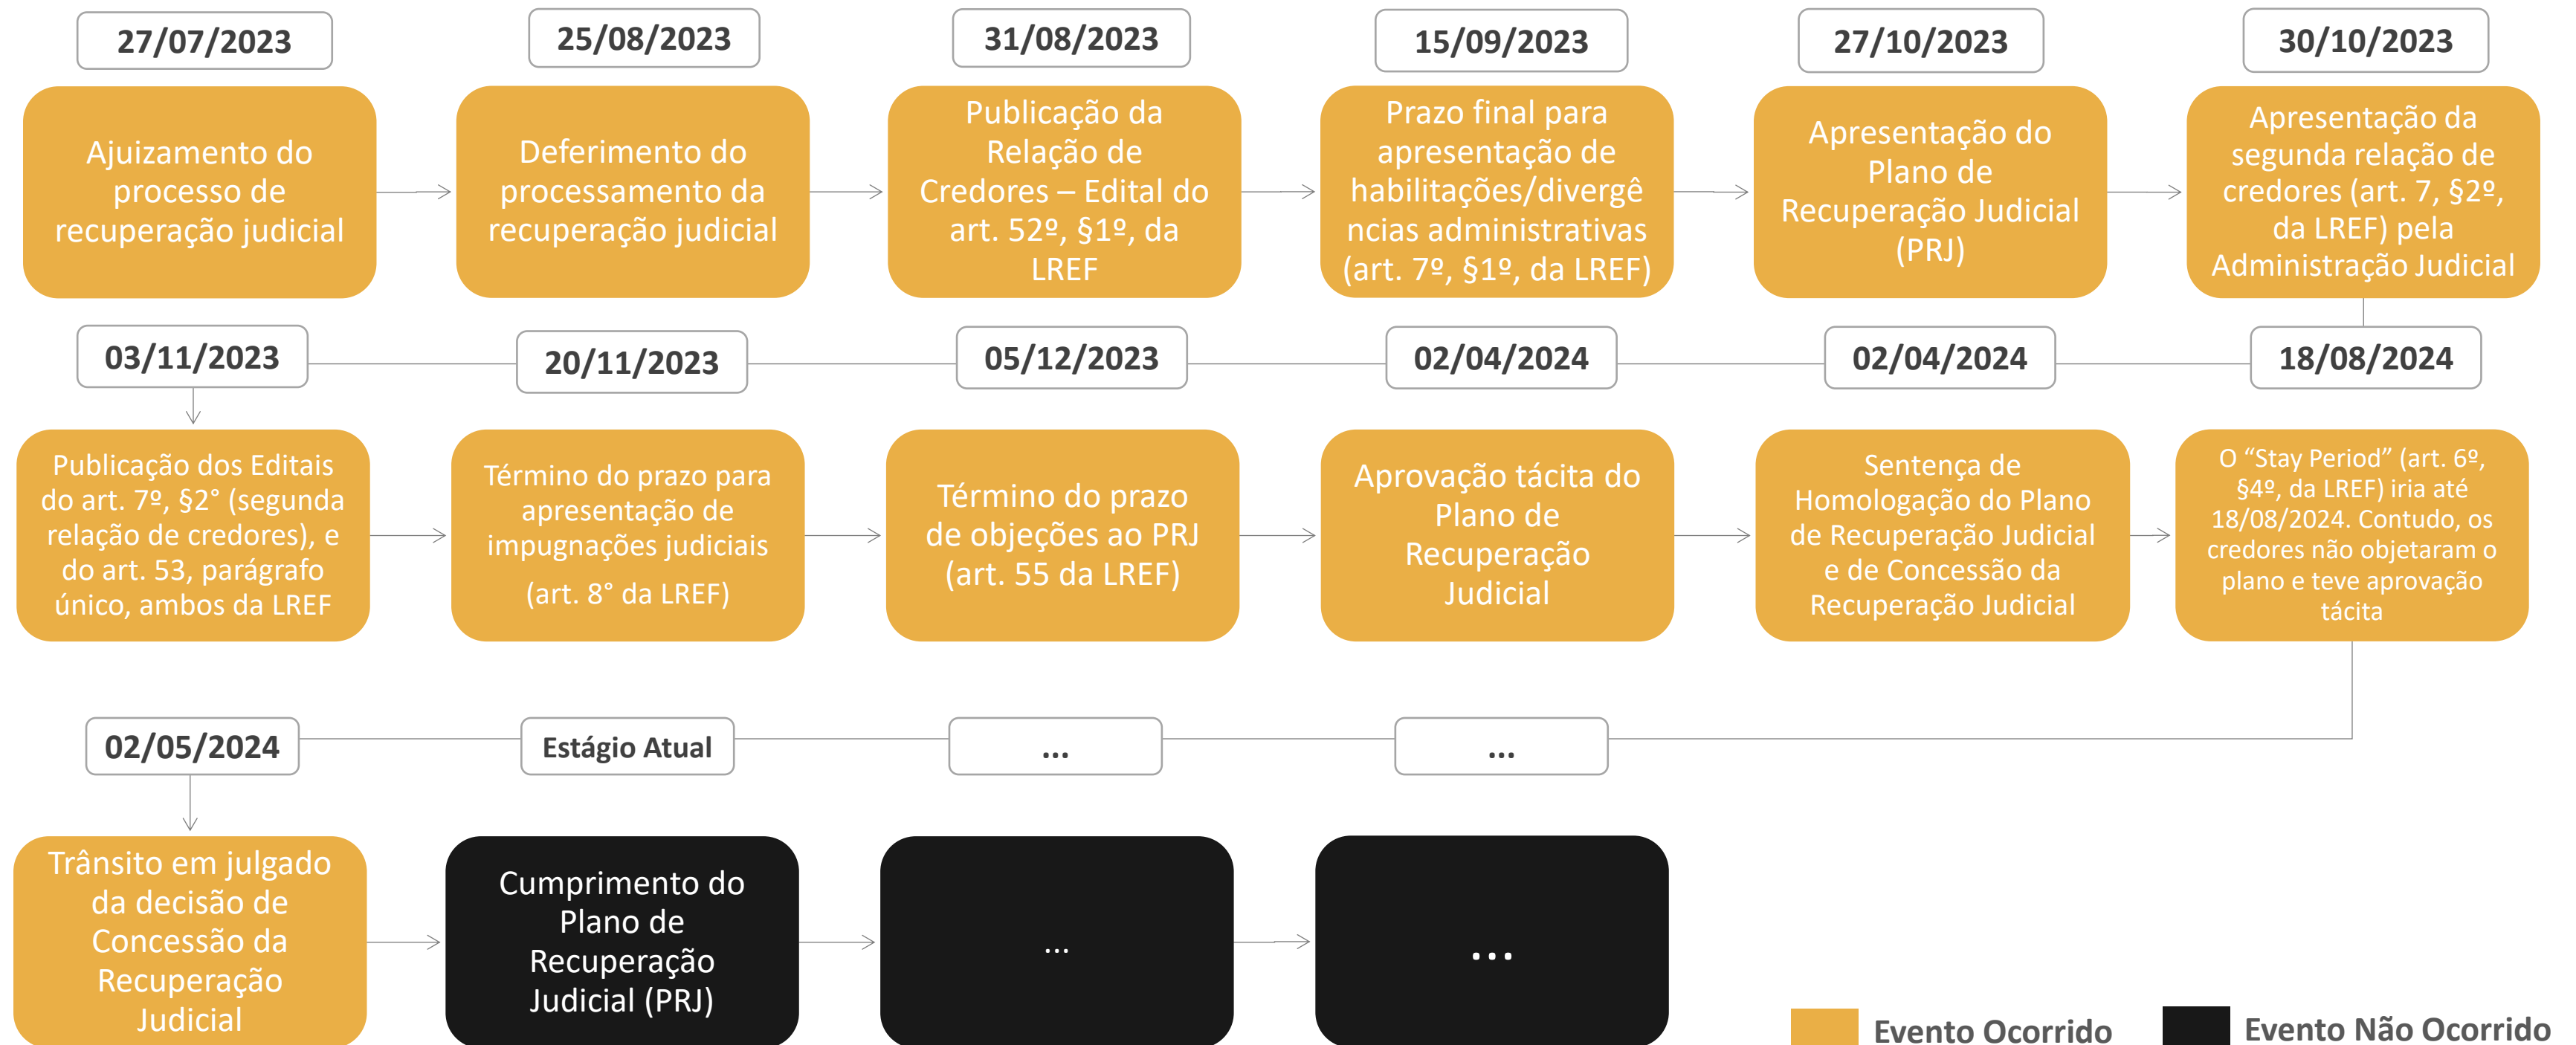 27/07/2023
25/08/2023
31/08/2023
15/09/2023
27/10/2023
30/10/2023
Ajuizamento do
processo de
recuperação judicial
Deferimento do
processamento da
recuperação judicial
Publicação da
Relação de
Credores – Edital do
art. 52º, §1º, da
LREF
Prazo final para
apresentação de
habilitações/divergê
ncias administrativas
(art. 7º, §1º, da LREF)
Apresentação do
Plano de
Recuperação Judicial
(PRJ)
Apresentação da
segunda relação de
credores (art. 7, §2º,
da LREF) pela
Administração Judicial
03/11/2023
20/11/2023
05/12/2023
02/04/2024
02/04/2024
18/08/2024
Publicação dos Editais
do art. 7º, §2° (segunda
relação de credores), e
do art. 53, parágrafo
único, ambos da LREF
Término do prazo para
apresentação de
impugnações judiciais
(art. 8° da LREF)
Término do prazo
de objeções ao PRJ
(art. 55 da LREF)
Aprovação tácita do
Plano de
Recuperação
Judicial
Sentença de
Homologação do Plano
de Recuperação Judicial
e de Concessão da
Recuperação Judicial
O “Stay Period” (art. 6º,
§4º, da LREF) iria até
18/08/2024. Contudo, os
credores não objetaram o
plano e teve aprovação
tácita
02/05/2024
Estágio Atual
...
...
Trânsito em julgado
da decisão de
Concessão da
Recuperação
Judicial
Cumprimento do
Plano de
Recuperação
Judicial (PRJ)
...
...
Evento Ocorrido
Evento Não Ocorrido